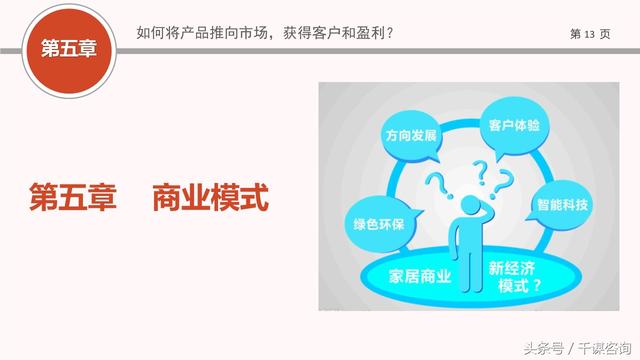 第五章
如何将产品推向市场，获得客户和盈利？
第 13 页
第五章 商业模式
方向发展
客户体验
绿色环保
智能科技
家居商业
新经济
模式？
头条号／千谋咨询